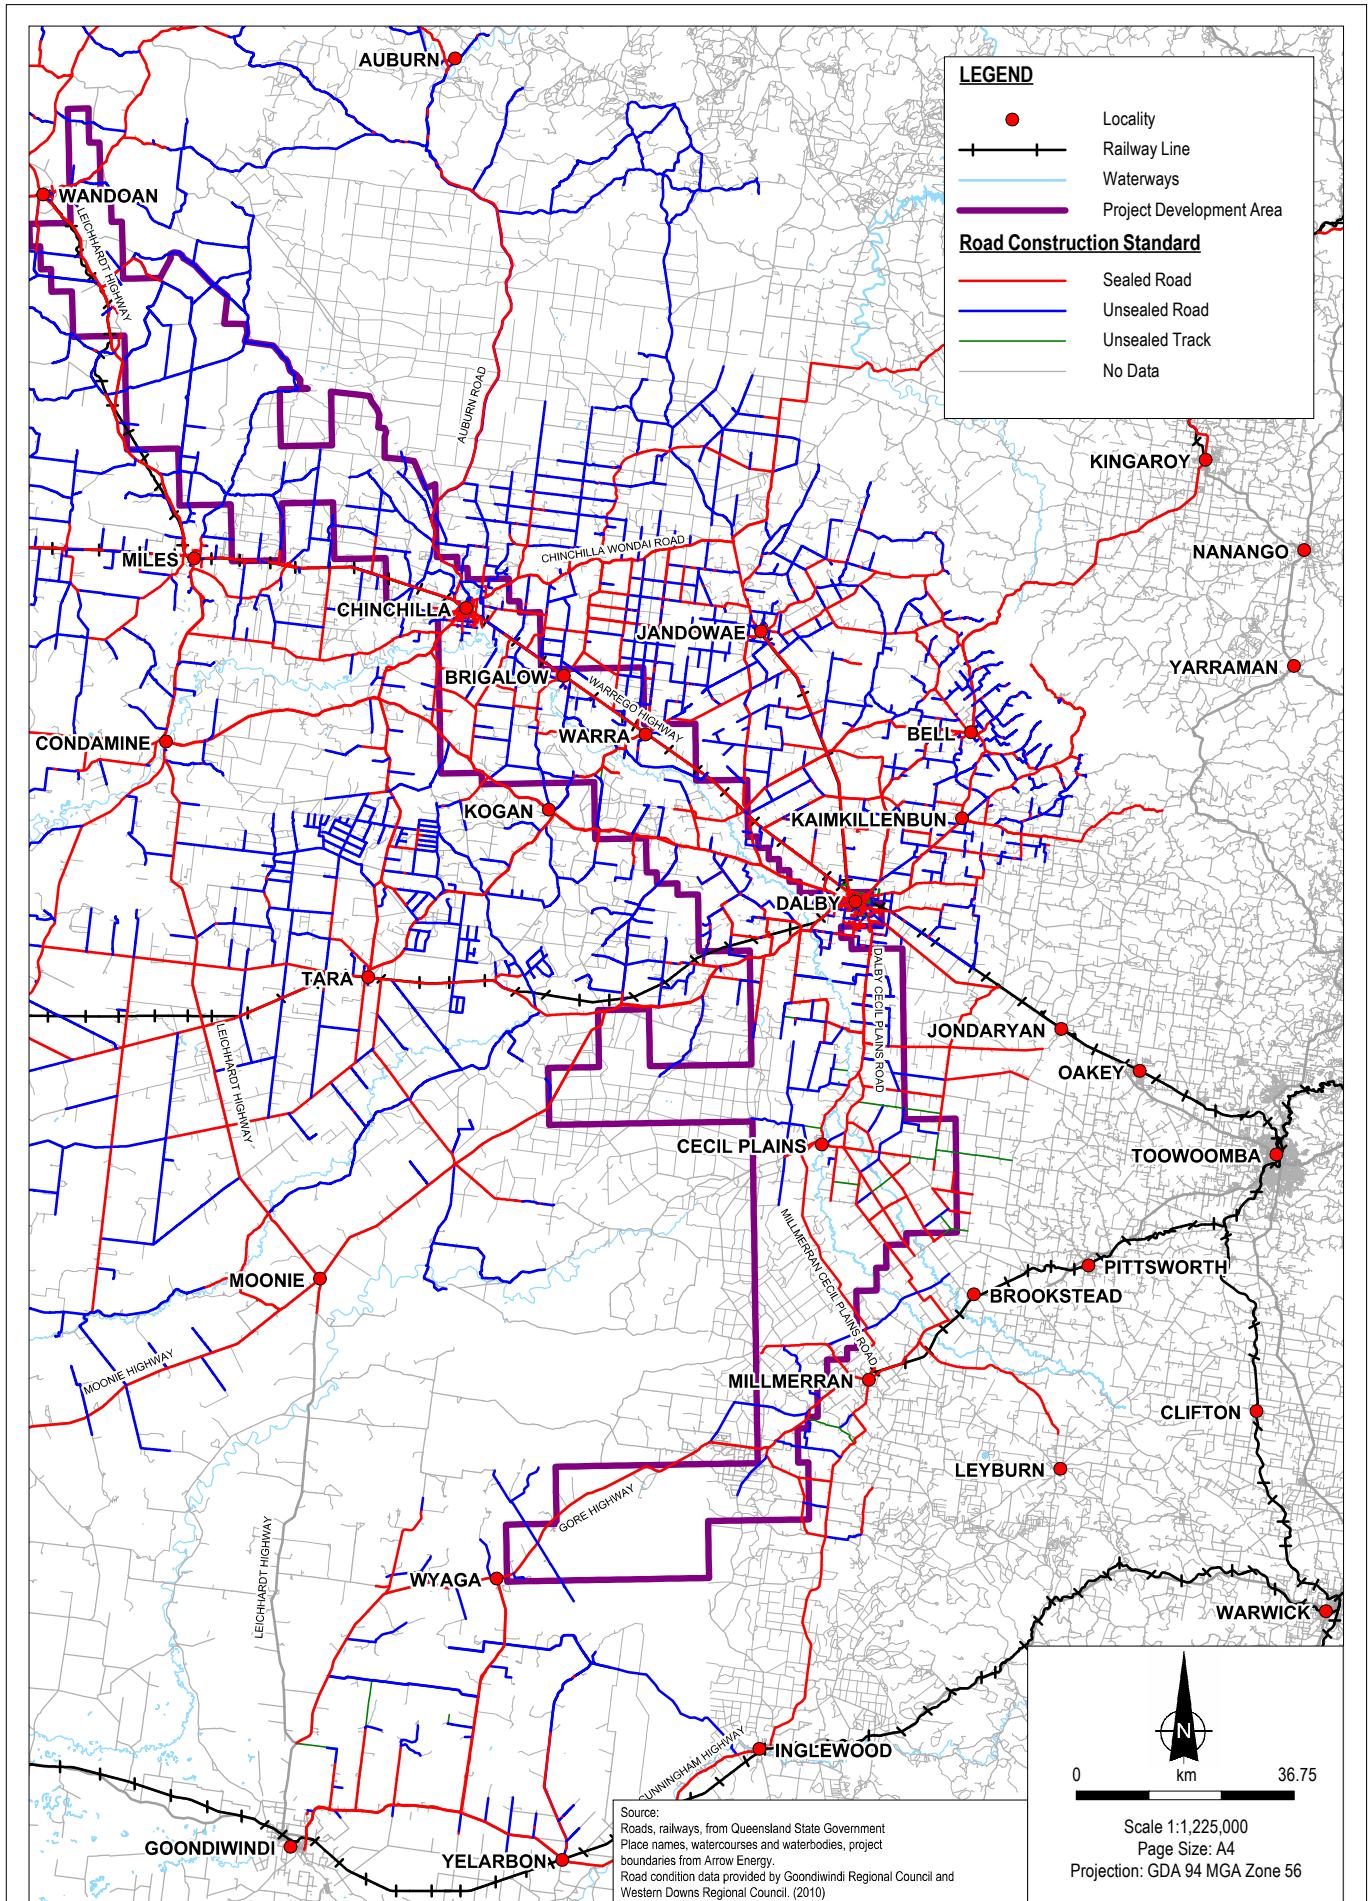 AUBURN
LEGEND
Locality
Railway Line
Waterways
Project Development Area
Road Construction Standard
Sealed Road
Unsealed Road
Unsealed Track
No Data
WANDOAN
LEICHHARDT HIGHWAY
AUBURN ROAD
KINGAROY
NANANGO
CHINCHILLA WONDAI ROAD
MILES
CHINCHILLA
JANDOWAE
YARRAMAN
BRIGALOW
WARREGO HIGHWAY
WARRA
BELL
CONDAMINE
KOGAN
KAIMKILLENBUN
DALBY
DALBY CECIL PLAINS ROAD
TARA
LEICHHARDT HIGHWAY
JONDARYAN
OAKEY
CECIL PLAINS
TOOWOOMBA
MILLMERRAN CECIL PLAINS ROAD
MOONIE
PITTSWORTH
BROOKSTEAD
MOONIE HIGHWAY
MILLMERRAN
CLIFTON
LEYBURN
GORE HIGHWAY
LEICHHARDT HIGHWAY
WYAGA
WARWICK
N
INGLEWOOD
CUNNINGHAM HIGHWAY
GOONDIWINDI
YELARBON
0 km 36.75
Scale 1:1,225,000
Page Size: A4
Projection: GDA 94 MGA Zone 56
Source:
Roads, railways, from Queensland State Government
Place names, watercourses and waterbodies, project
boundaries from Arrow Energy.
Road condition data provided by Goondiwindi Regional Council and
Western Downs Regional Council. (2010)